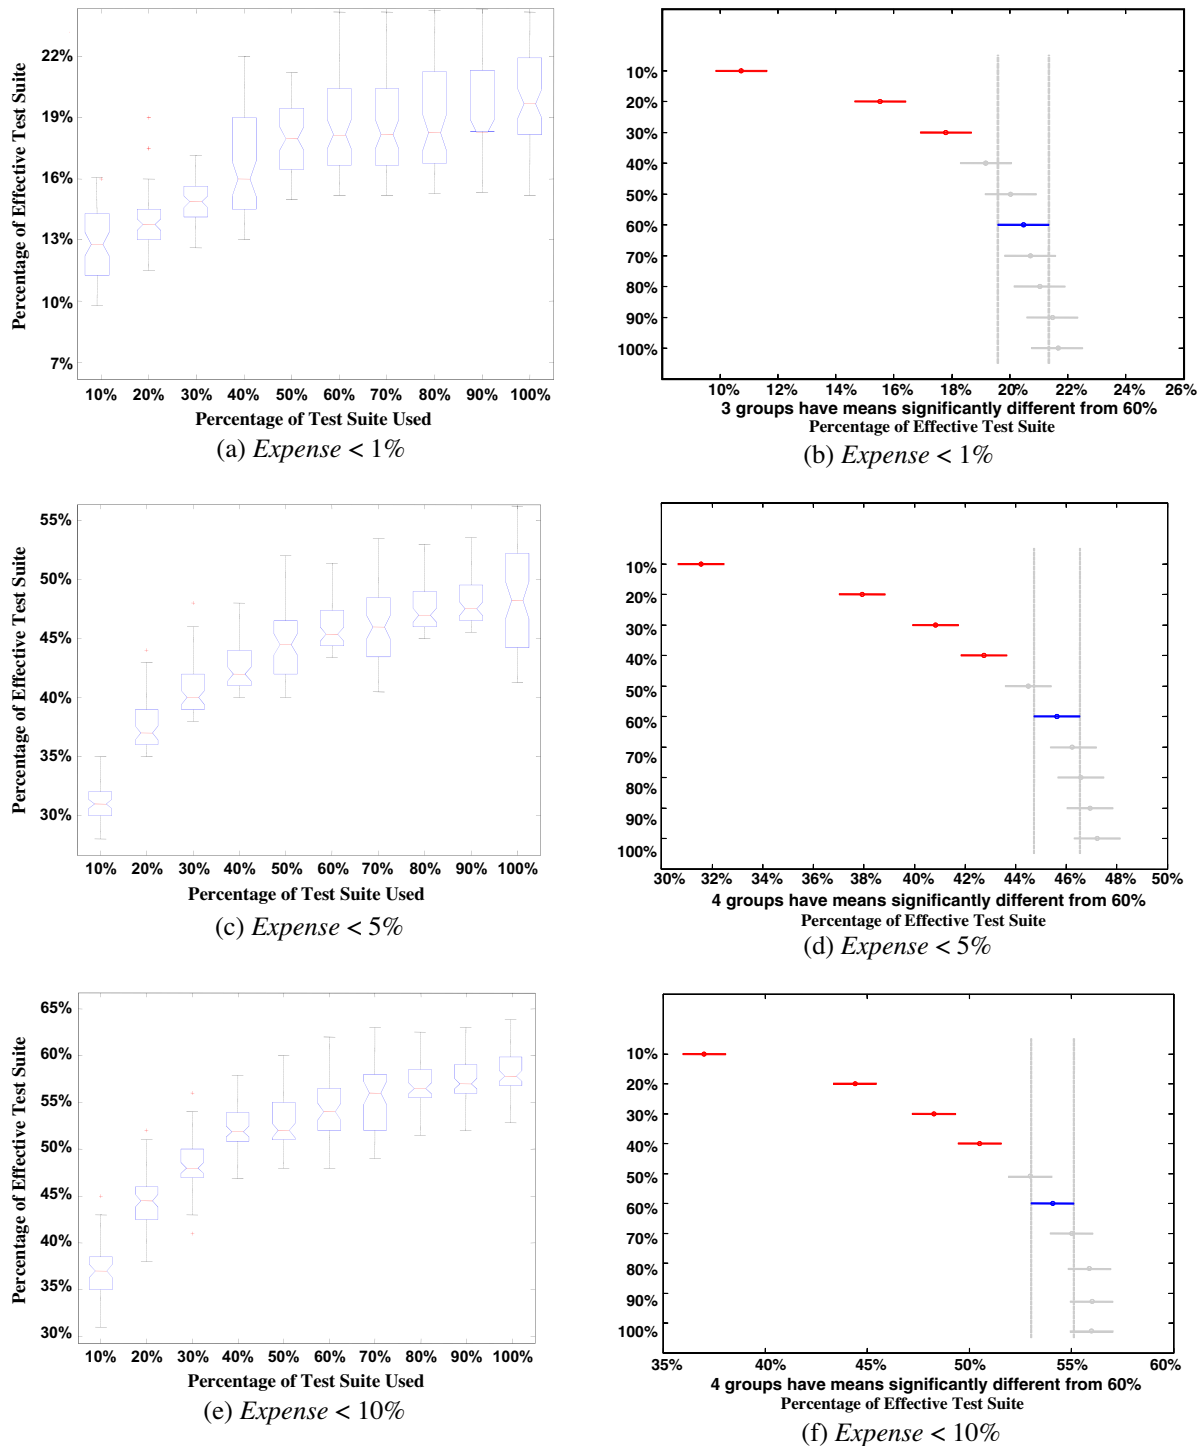 22%
19%
16%
13%
10%
7%
Percentage of Effective Test Suite
10% 20% 30% 40% 50% 60% 70% 80% 90% 100%
Percentage of Test Suite Used
(a) Expense < 1%
10%
20%
30%
40%
50%
60%
70%
80%
90%
100%
10% 12% 14% 16% 18% 20% 22% 24% 26%
3 groups have means significantly different from 60%
Percentage of Effective Test Suite
(b) Expense < 1%
55%
50%
45%
40%
35%
30%
Percentage of Effective Test Suite
10% 20% 30% 40% 50% 60% 70% 80% 90% 100%
Percentage of Test Suite Used
(c) Expense < 5%
10%
20%
30%
40%
50%
60%
70%
80%
90%
100%
30% 32% 34% 36% 38% 40% 42% 44% 46% 48% 50%
4 groups have means significantly different from 60%
Percentage of Effective Test Suite
(d) Expense < 5%
65%
60%
55%
50%
45%
40%
35%
30%
Percentage of Effective Test Suite
10% 20% 30% 40% 50% 60% 70% 80% 90% 100%
Percentage of Test Suite Used
(e) Expense < 10%
10%
20%
30%
40%
50%
60%
70%
80%
90%
100%
35% 40% 45% 50% 55% 60%
4 groups have means significantly different from 60%
Percentage of Effective Test Suite
(f) Expense < 10%